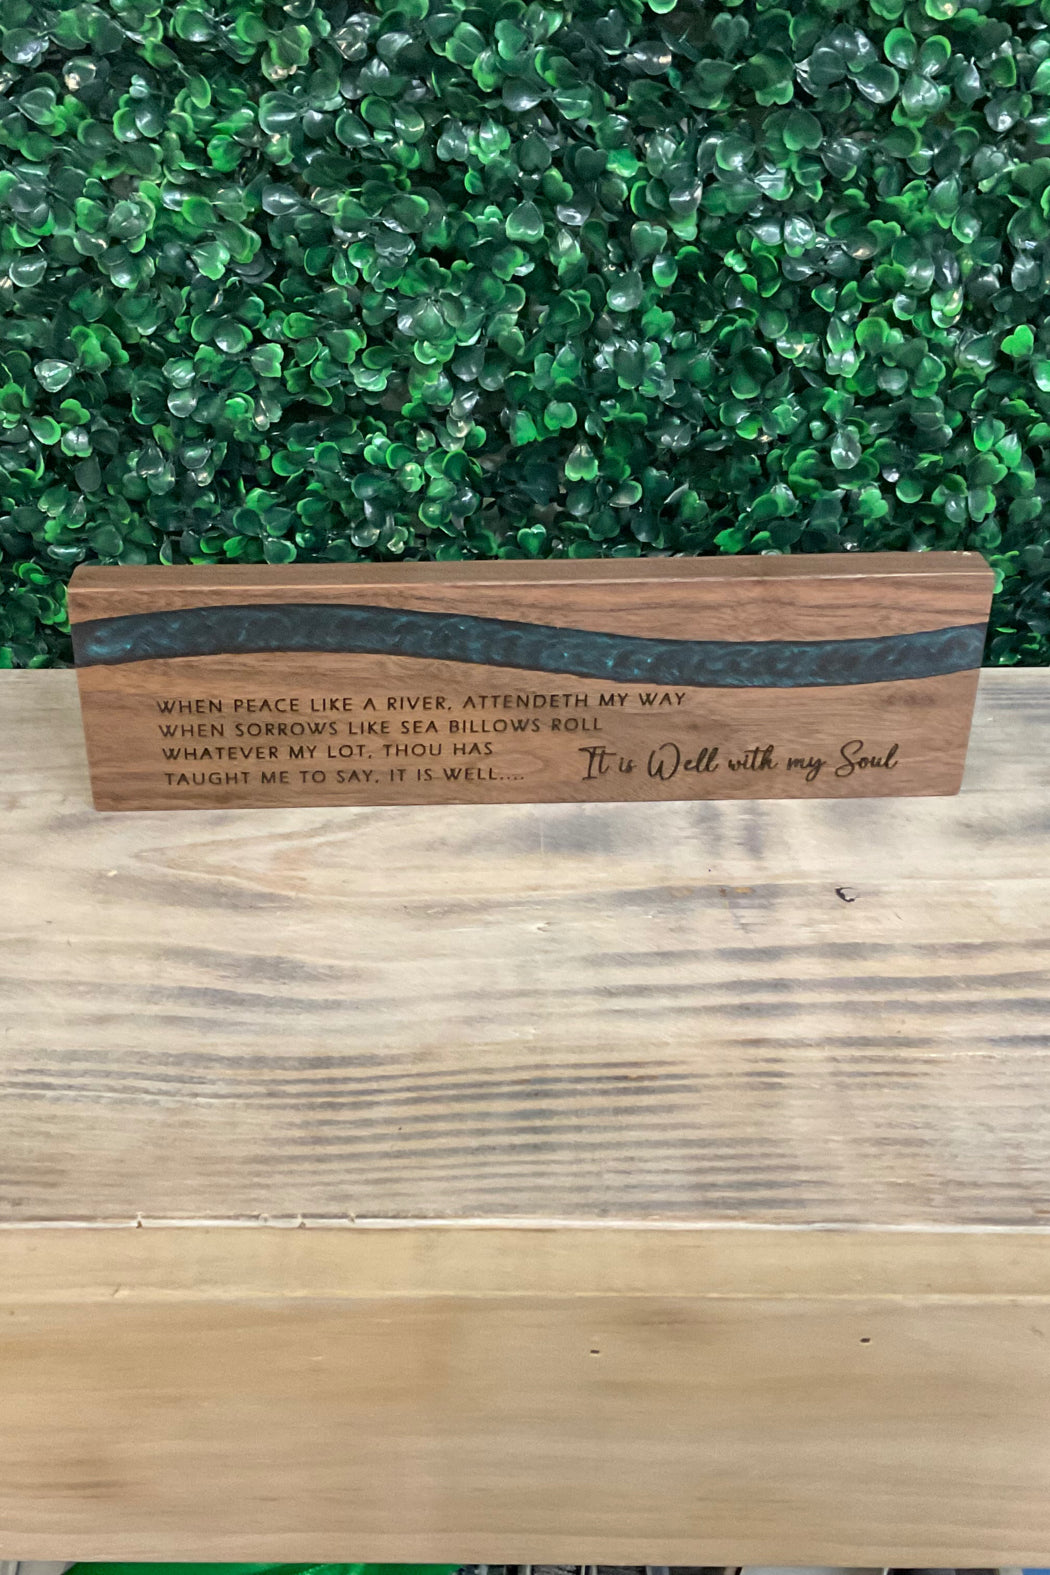 WHEN PEACE LIKE A RIVER, ATTENDETH MY WAY
WHEN SORROWS LIKE SEA BILLOWS ROLL
WHATEVER MY LOT, THOU HAS
TAUGHT ME TO SAY, IT IS WELL....
It is Well with my Soul